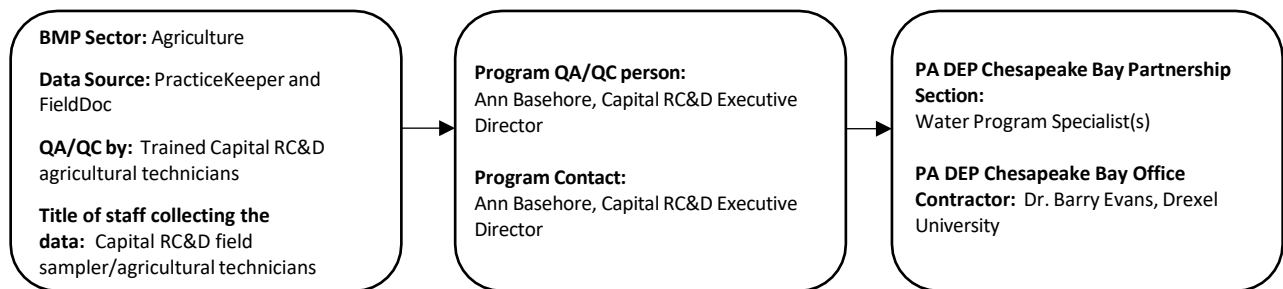 BMP Sector: Agriculture
Data Source: PracticeKeeper and
FieldDoc
QA/QC by: Trained Capital RC&D
agricultural technicians
Title of staff collecting the
data: Capital RC&D field
sampler/agricultural technicians
Program QA/QC person:
Ann Basehore, Capital RC&D Executive
Director
Program Contact:
Ann Basehore, Capital RC&D Executive
Director
PA DEP Chesapeake Bay Partnership
Section:
Water Program Specialist(s)
PA DEP Chesapeake Bay Office
Contractor: Dr. Barry Evans, Drexel
University